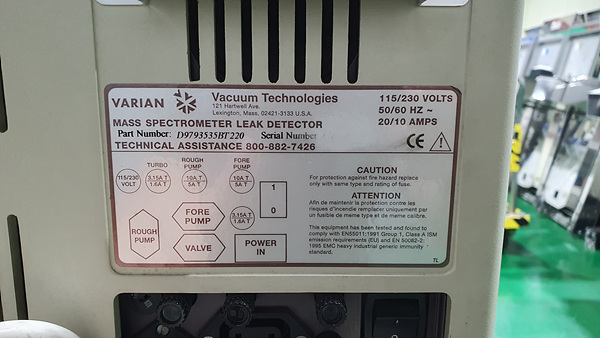 VARIAN Vacuum Technologies
121 Hartwell Ave.
Lexington, Mass. 02421-3133 U.S.A.
115/230 VOLTS
50/60 HZ ~
20/10 AMPS
MASS SPECTROMETER LEAK DETECTOR
Part Number: D9793535BT220 Serial Number
TECHNICAL ASSISTANCE 800-882-7426
CE
115/230
VOLT
TURBO
3.15A T
1.6A T
ROUGH
PUMP
10A T
5A T
FORE
PUMP
10A T
5A T
1
0
ROUGH
PUMP
FORE
PUMP
3.15A T
1.6A T
VALVE
POWER
IN
CAUTION
For protection against fire hazard replace
only with same type and rating of fuse.
ATTENTION
Afin de maintenir la protection contre les
risques d'incendie remplacer uniquement par
un fusible de meme type et de meme calibre.
This equipment has been tested and found to
comply with EN55011:1991 Group 1, Class A ISM
emission requirements (EU) and EN 50082-2:
1995 EMC heavy industrial generic immunity
standard.
TL